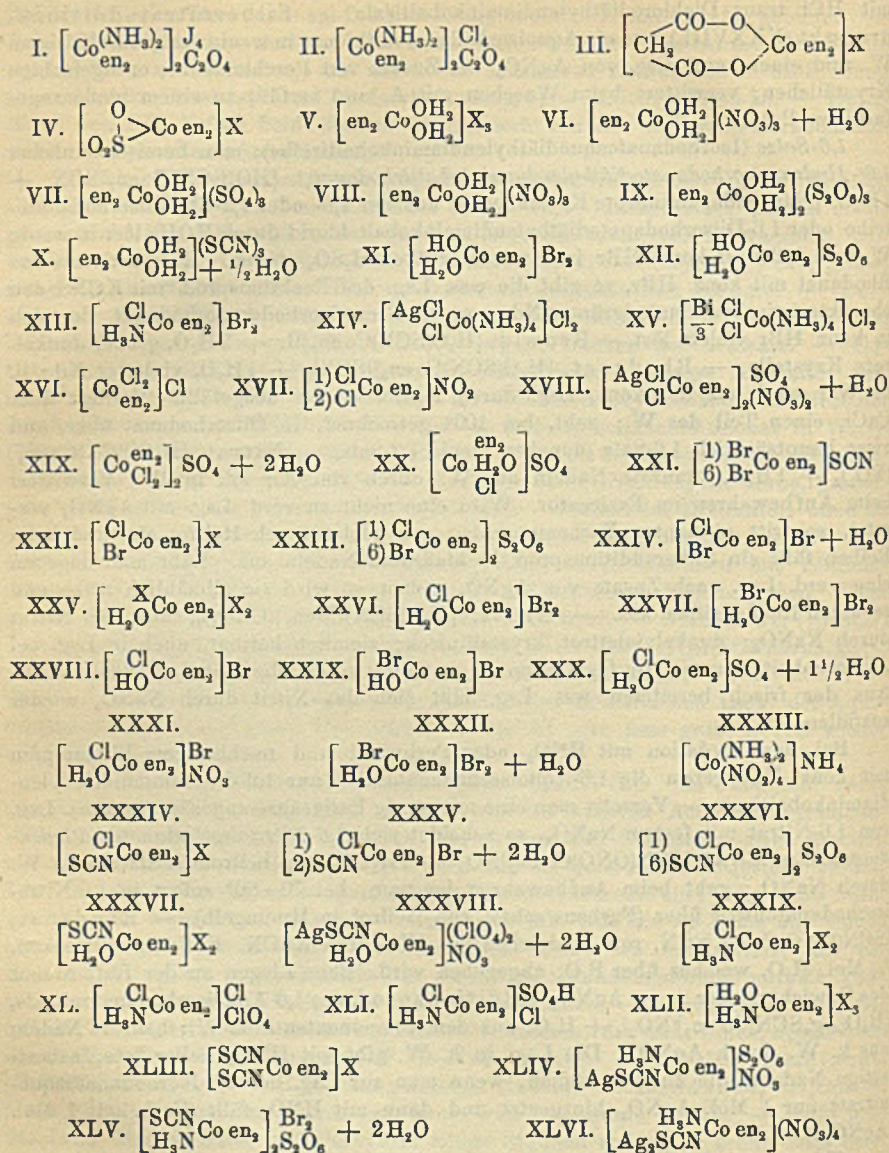 I. [Co(NH₃)₂ en₂]₂ J₄ C₂O₄ II. [Co(NH₃)₂ en₂]₂ Cl₄ C₂O₄ III. [CH₂ CO—O CO—O Co en₂]X
IV. [O O₂S >Co en₂]X V. [en₂ Co OH₂ OH₂]X₃ VI. [en₂ Co OH₂ OH₂](NO₃)₃ + H₂O
VII. [en₂ Co OH₂ OH₂](SO₄)₃ VIII. [en₂ Co OH₂ OH₂](NO₃)₃ IX. [en₂ Co OH₂ OH₂]₂(S₂O₆)₃
X. [en₂ Co OH₂ OH₂](SCN)₃ + ¹/₂H₂O XI. [HO H₂O Co en₂]Br₂ XII. [HO H₂O Co en₂]S₂O₆
XIII. [Cl H₃N Co en₂]Br₂ XIV. [AgCl Cl Co(NH₃)₄]Cl₂ XV. [Bi/3 Cl Cl Co(NH₃)₄]Cl₂
XVI. [Co Cl₂ en₂]Cl XVII. [1) Cl 2) Cl Co en₂]NO₂ XVIII. [AgCl Cl Co en₂]₂ SO₄ (NO₃)₂ + H₂O
XIX. [Co en₂ Cl₂]₂SO₄ + 2H₂O XX. [Co en₂ H₂O Cl]SO₄ XXI. [1) Br 6) Br Co en₂]SCN
XXII. [Cl Br Co en₂]X XXIII. [1) Cl 6) Br Co en₂]₂S₂O₆ XXIV. [Cl Br Co en₂]Br + H₂O
XXV. [X H₂O Co en₂]X₂ XXVI. [Cl H₂O Co en₂]Br₂ XXVII. [Br H₂O Co en₂]Br₂
XXVIII. [Cl HO Co en₂]Br XXIX. [Br HO Co en₂]Br XXX. [Cl H₂O Co en₂]SO₄ + 1¹/₂H₂O
XXXI. XXXII. XXXIII.
[Cl H₂O Co en₂] Br NO₃ [Br H₂O Co en₂]Br₂ + H₂O [Co (NH₃)₂ (NO₂)₄]NH₄
XXXIV. XXXV. XXXVI.
[Cl SCN Co en₂]X [1) Cl 2) SCN Co en₂]Br + 2H₂O [1) Cl 6) SCN Co en₂]₂S₂O₆
XXXVII. XXXVIII. XXXIX.
[SCN H₂O Co en₂]X₂ [AgSCN H₂O Co en₂] (ClO₄)₂ NO₃ + 2H₂O [Cl H₃N Co en₂]X₂
XL. [Cl H₃N Co en₂] Cl ClO₄ XLI. [Cl H₃N Co en₂] SO₄H Cl XLII. [H₂O H₃N Co en₂]X₃
XLIII. [SCN SCN Co en₂]X XLIV. [H₃N AgSCN Co en₂] S₂O₆ NO₃
XLV. [SCN H₃N Co en₂]₂ Br₂ S₂O₆ + 2H₂O XLVI. [H₃N Ag₂SCN Co en₂](NO₃)₄